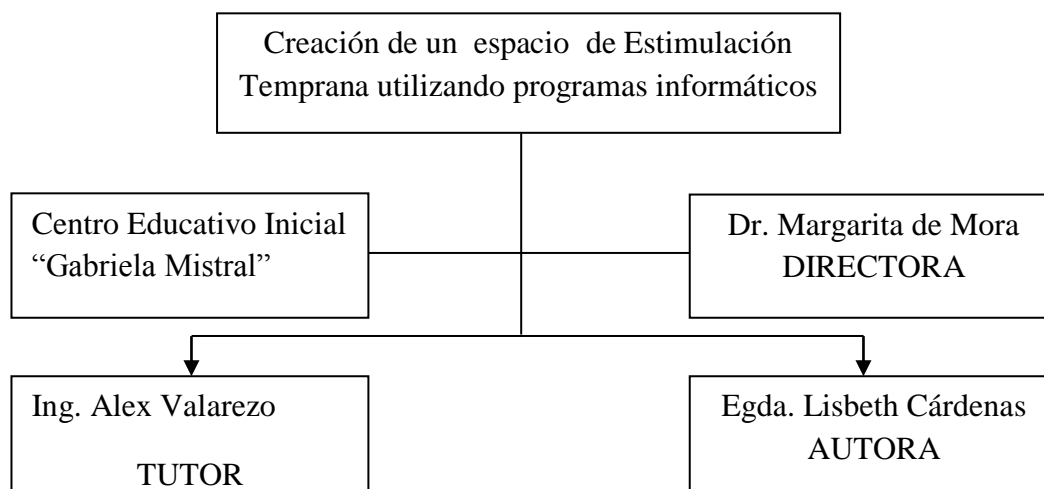 Creación de un espacio de Estimulación
Temprana utilizando programas informáticos
Centro Educativo Inicial
“Gabriela Mistral”
Dr. Margarita de Mora
DIRECTORA
Ing. Alex Valarezo
TUTOR
Egda. Lisbeth Cárdenas
AUTORA